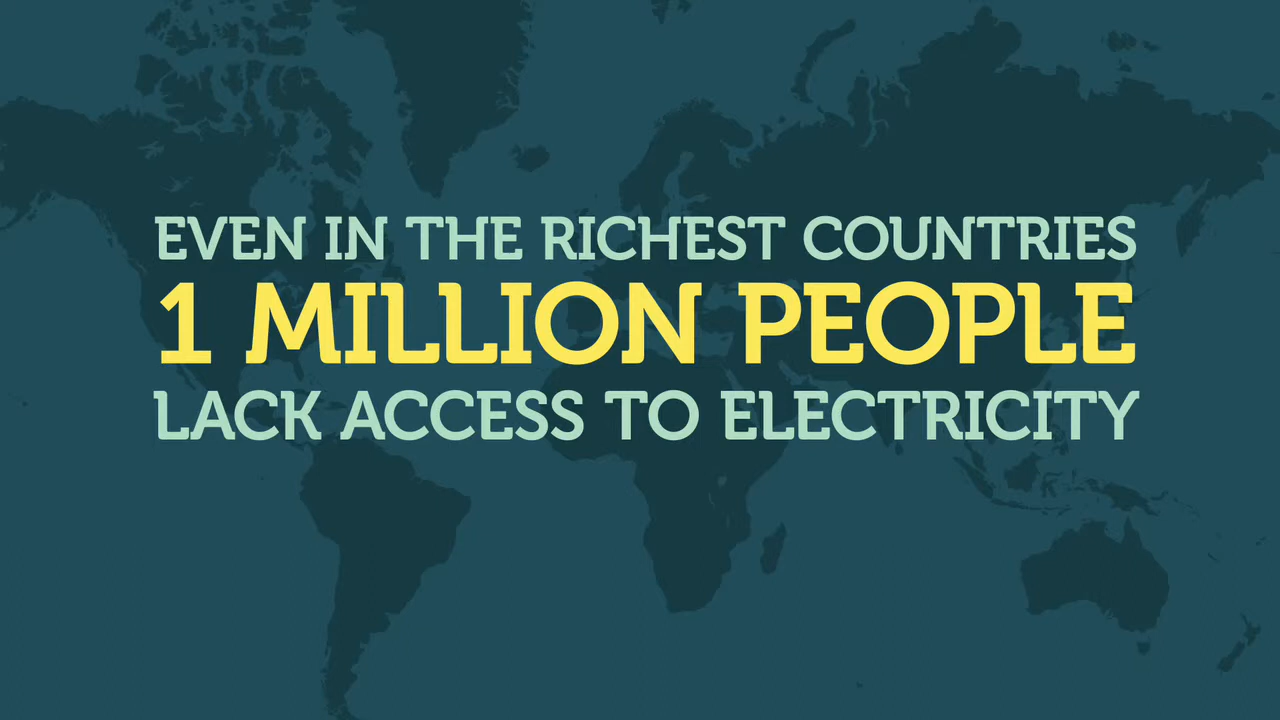 EVEN IN THE RICHEST COUNTRIES
1 MILLION PEOPLE
LACK ACCESS TO ELECTRICITY